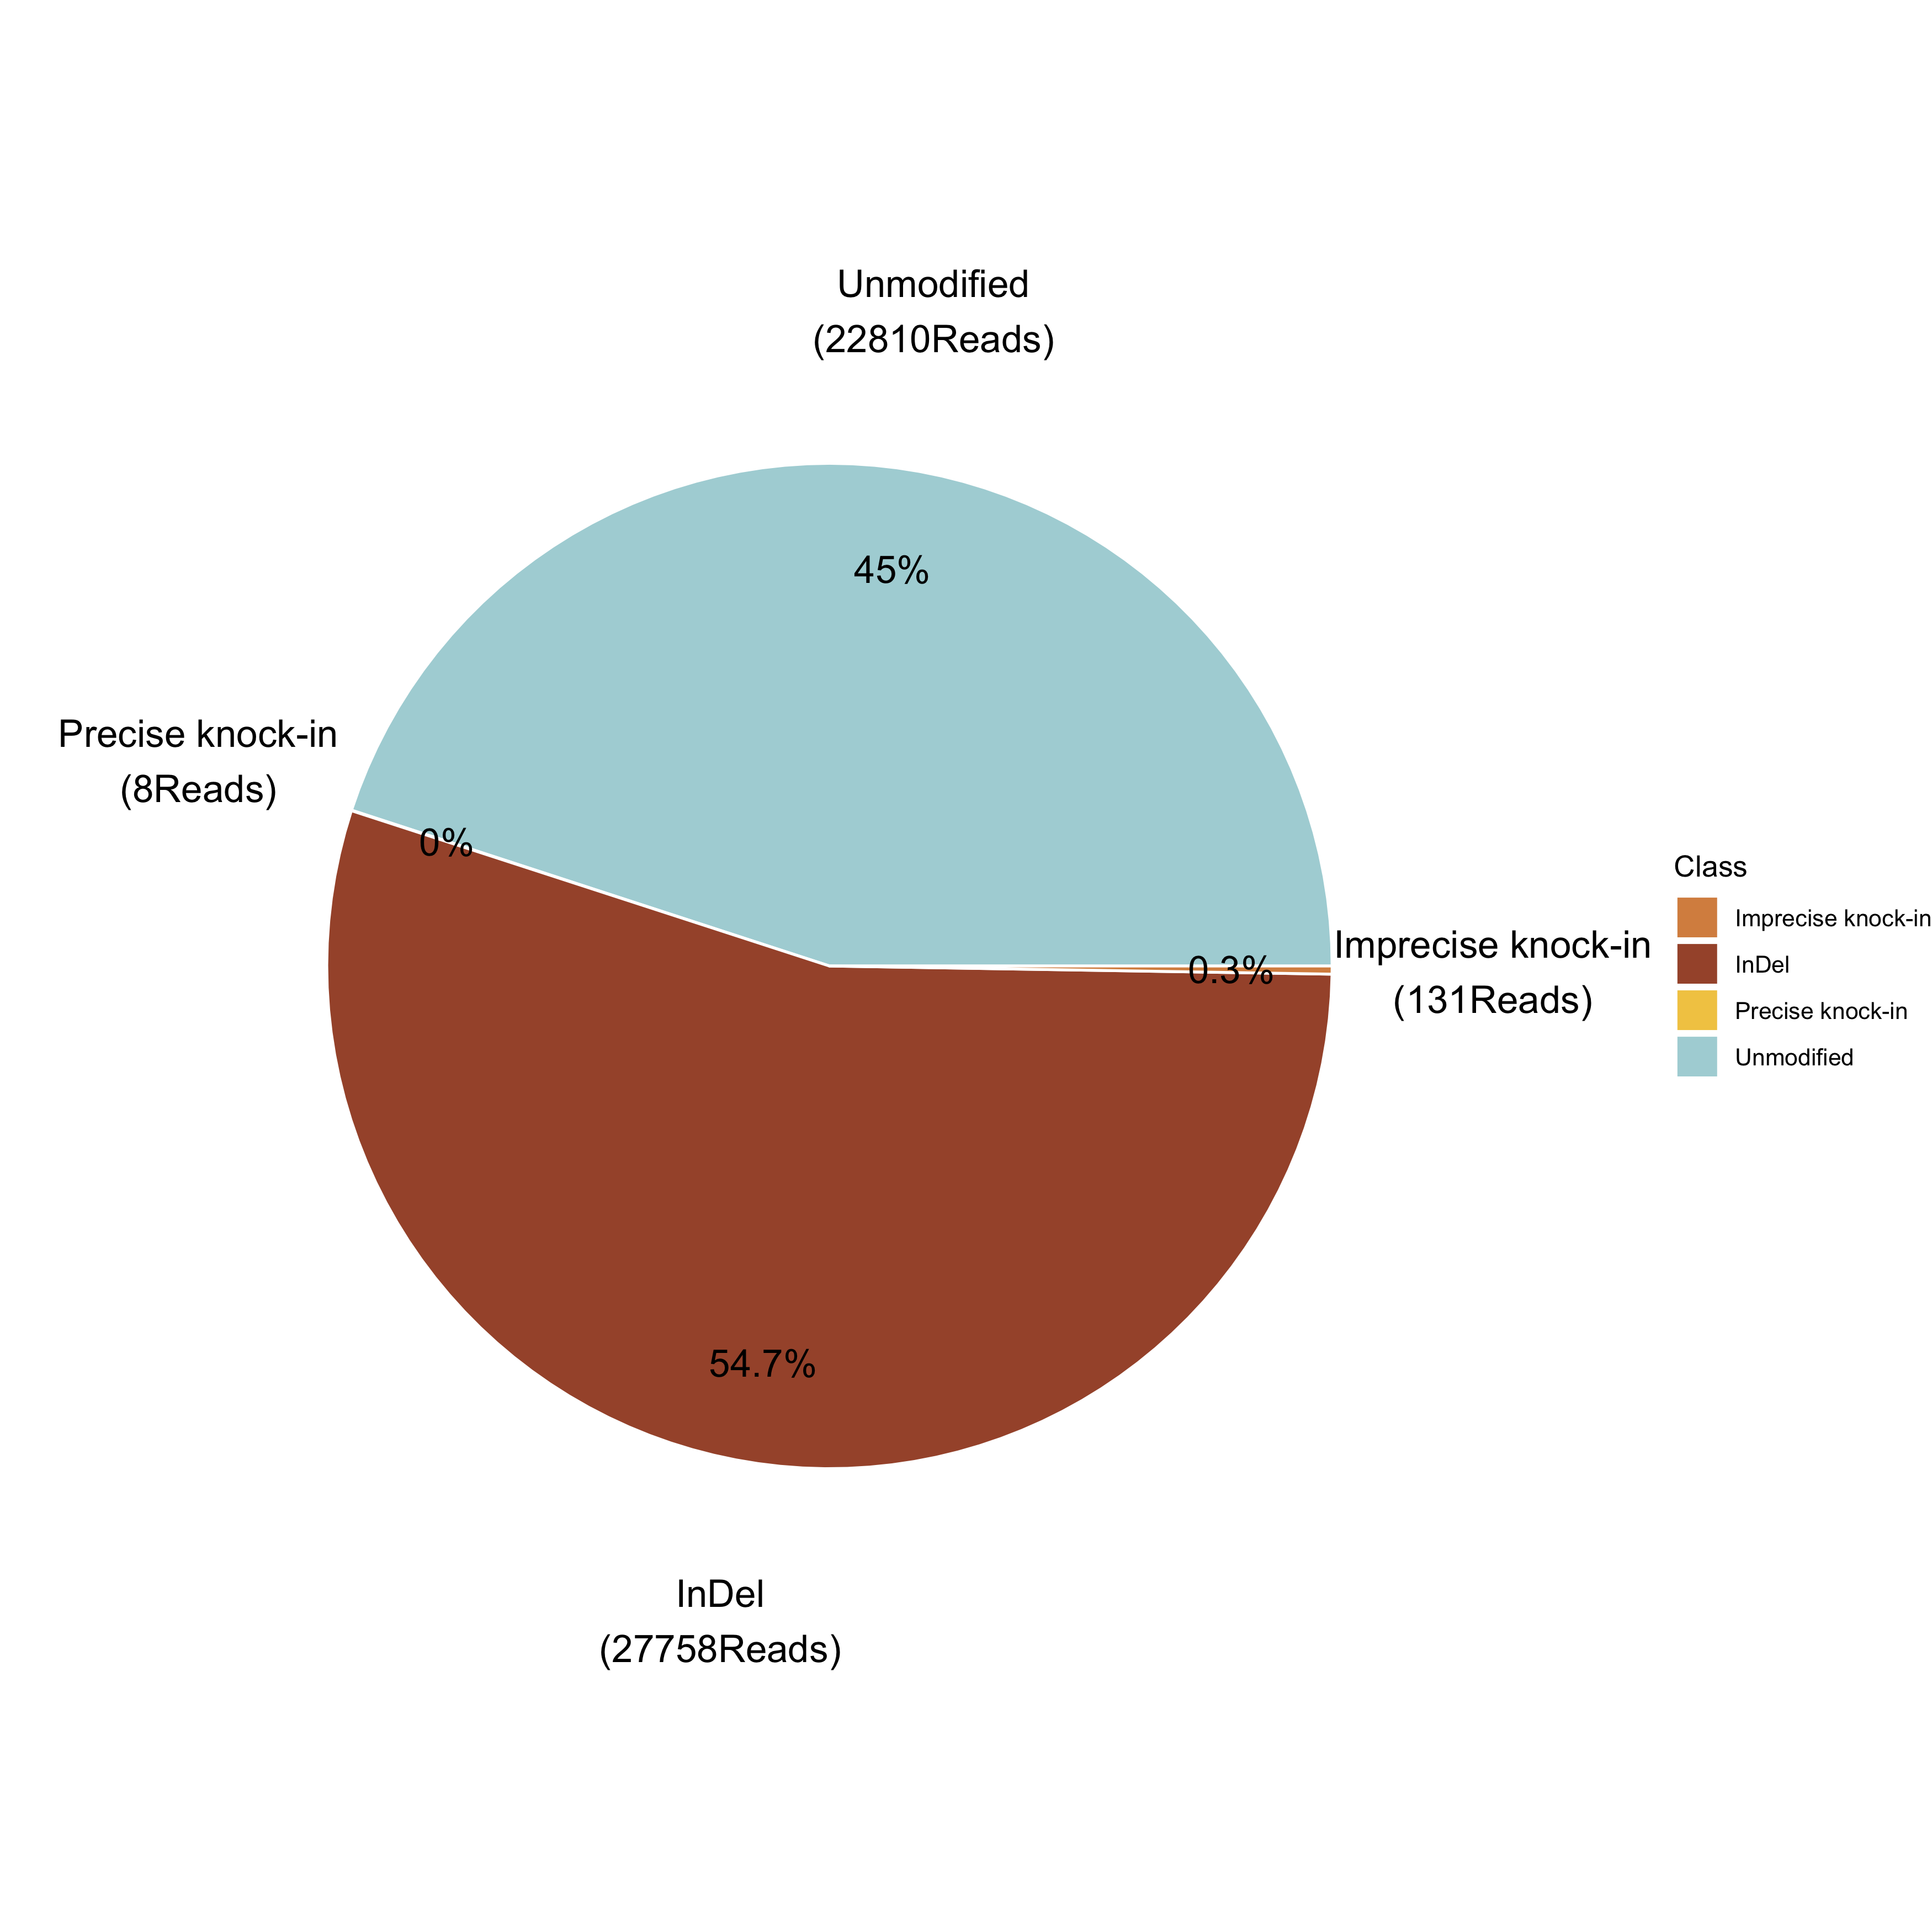 Unmodified
(22810Reads)
45%
Precise knock-in
(8Reads)
0%
Imprecise knock-in
(131Reads)
0.3%
54.7%
InDel
(27758Reads)
Class
Imprecise knock-in
InDel
Precise knock-in
Unmodified